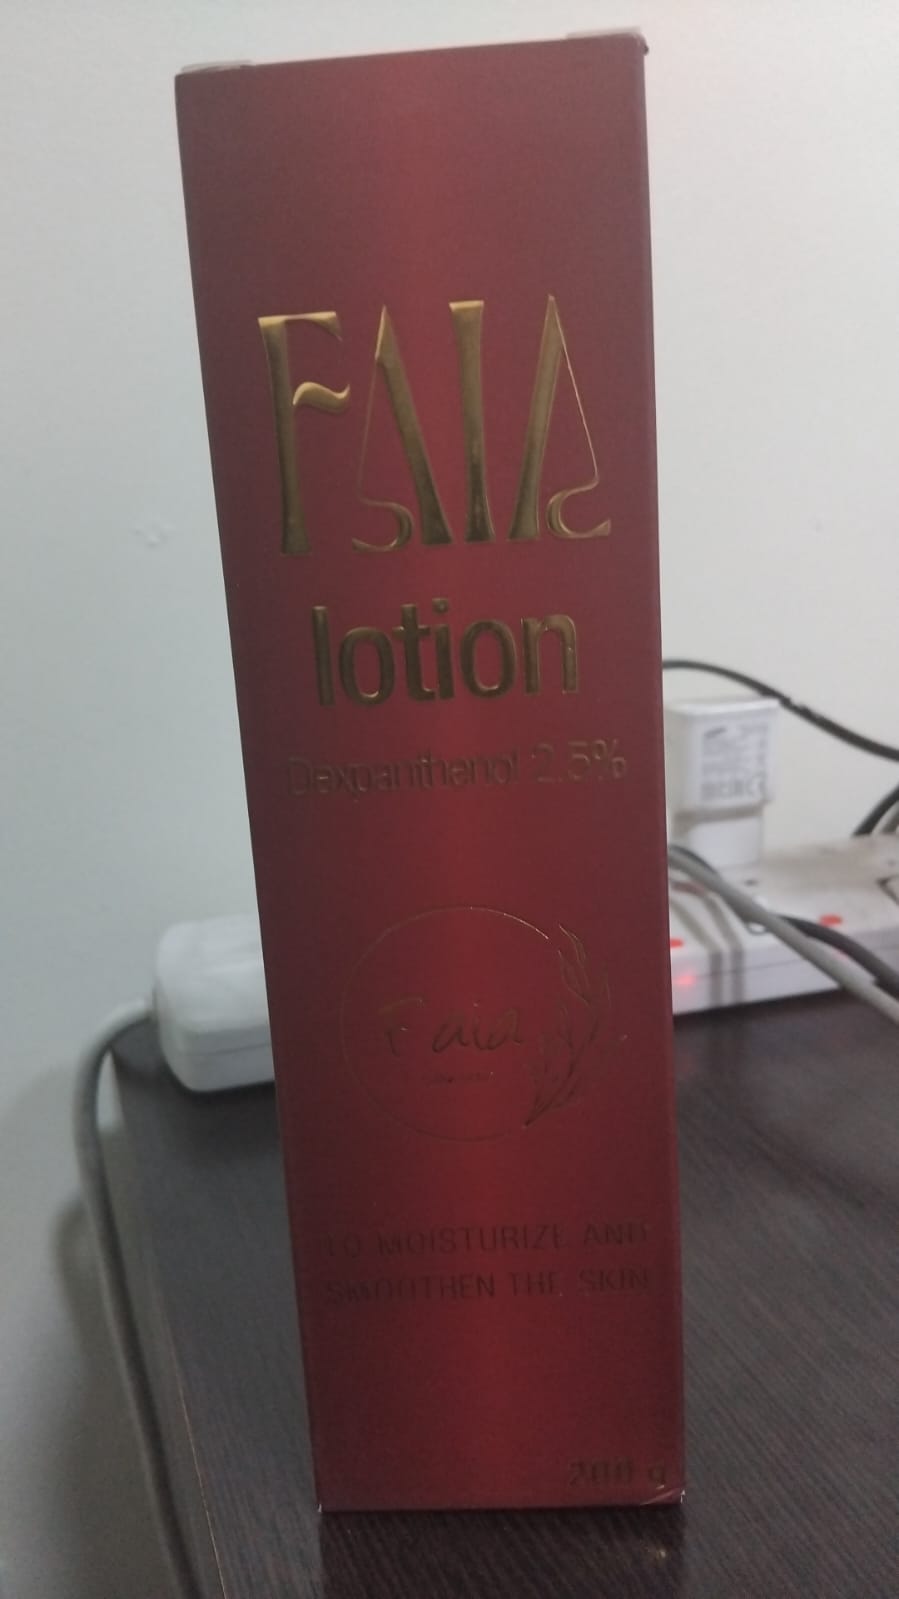 FAIA
lotion
Dexpanthenol 2.5%
Faia
TO MOISTURIZE AND
SMOOTHEN THE SKIN
200 g